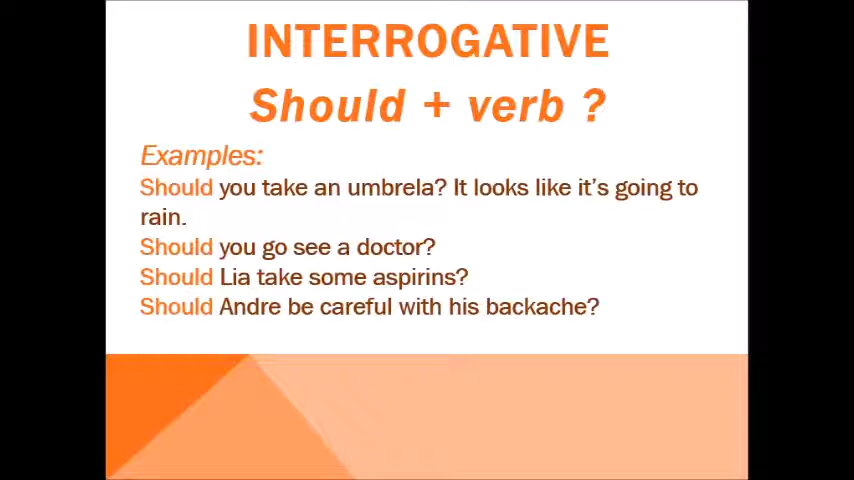 INTERROGATIVE
Should + verb ?
Examples:
Should you take an umbrela? It looks like it's going to
rain.
Should you go see a doctor?
Should Lia take some aspirins?
Should Andre be careful with his backache?